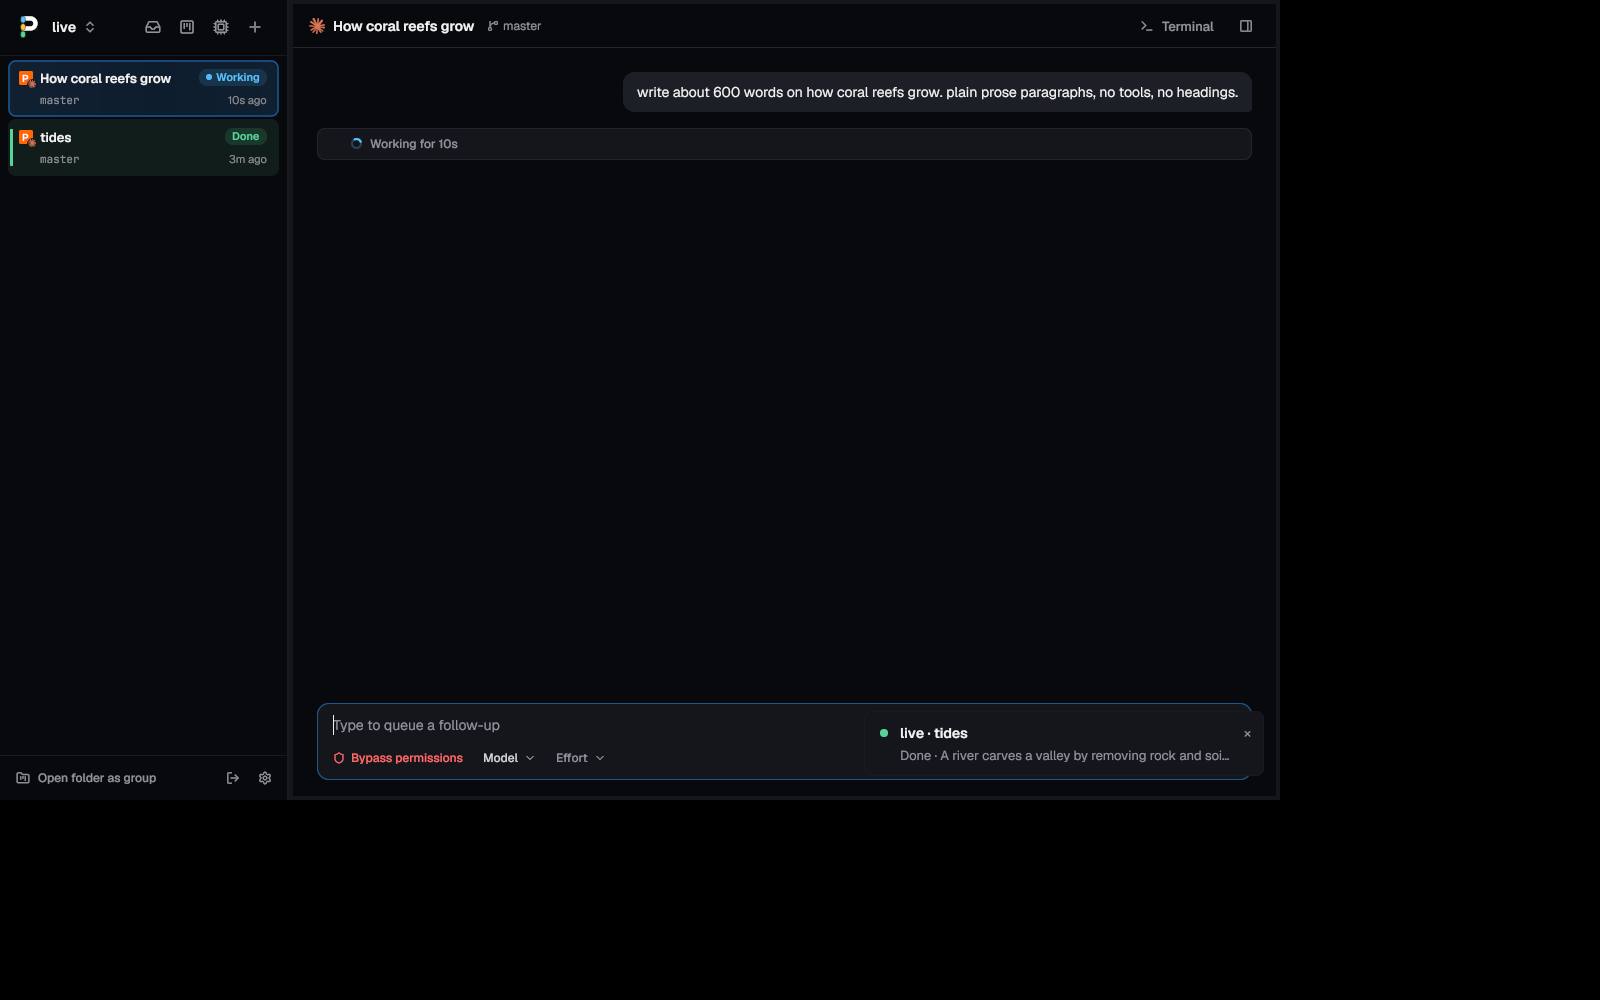 live
How coral reefs grow
Working
master
10s ago
tides
Done
master
3m ago
Open folder as group
How coral reefs grow
master
Terminal
write about 600 words on how coral reefs grow. plain prose paragraphs, no tools, no headings.
Working for 10s
Type to queue a follow-up
Bypass permissions
Model
Effort
live · tides
Done · A river carves a valley by removing rock and soi...